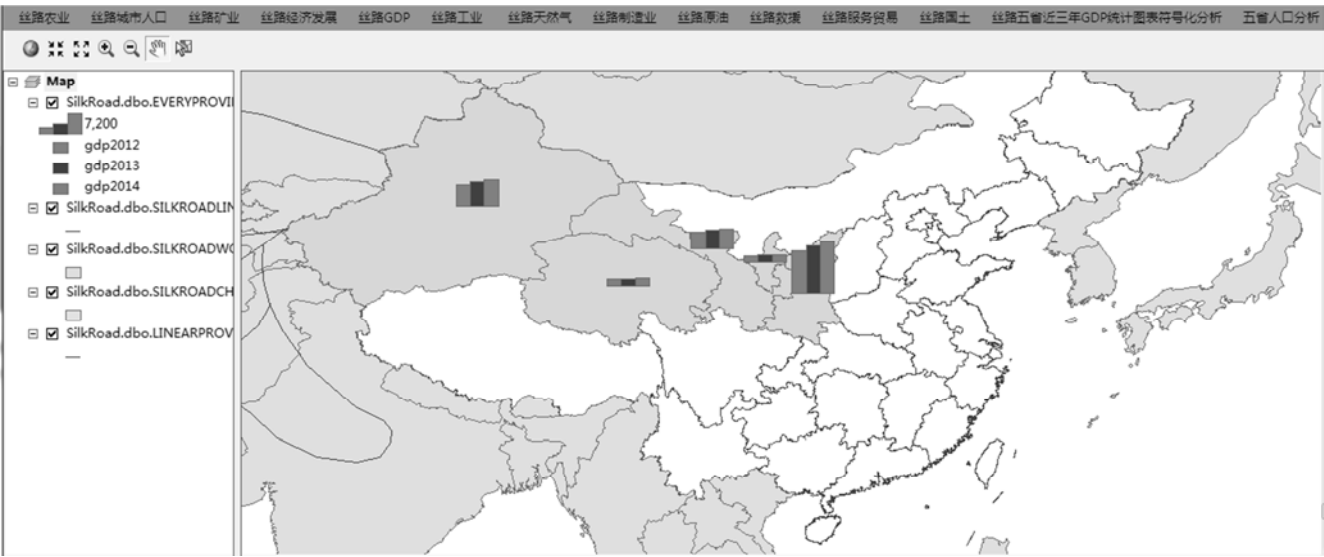 丝路农业 丝路城市人口 丝路矿业 丝路经济发展 丝路GDP 丝路工业 丝路天然气 丝路制造业 丝路原油 丝路救援 丝路服务贸易 丝路国土 丝路五省近三年GDP统计图表符号化分析 五省人口分析
Map
SilkRoad.dbo.EVERYPROVI
7,200
gdp2012
gdp2013
gdp2014
SilkRoad.dbo.SILKROADLIN
SilkRoad.dbo.SILKROADWO
SilkRoad.dbo.SILKROADCH
SilkRoad.dbo.LINEARPROV